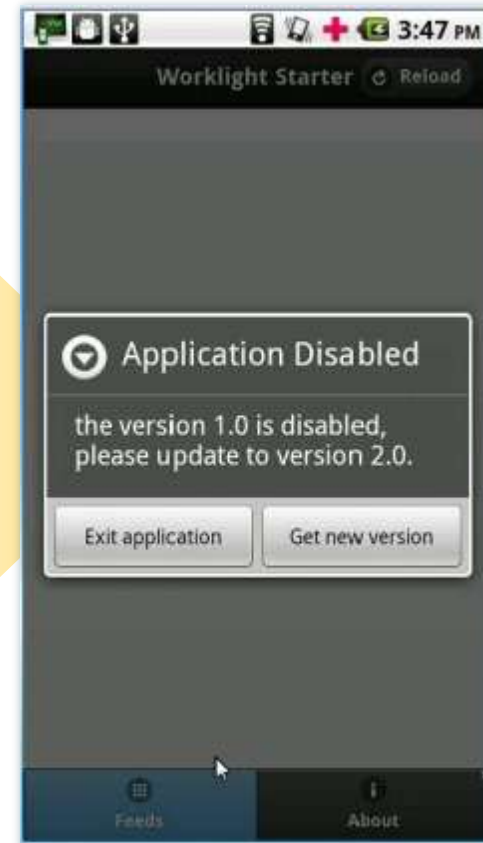 3:47 PM
Worklight Starter Reload
Application Disabled
the version 1.0 is disabled,
please update to version 2.0.
Exit application Get new version
Feeds About